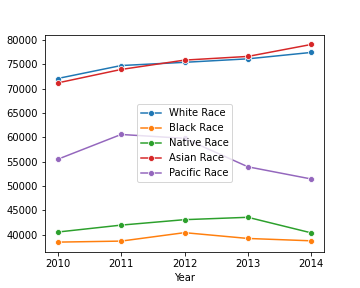 80000
75000
70000
65000
60000
55000
50000
45000
40000
White Race
Black Race
Native Race
Asian Race
Pacific Race
2010 2011 2012 2013 2014
Year